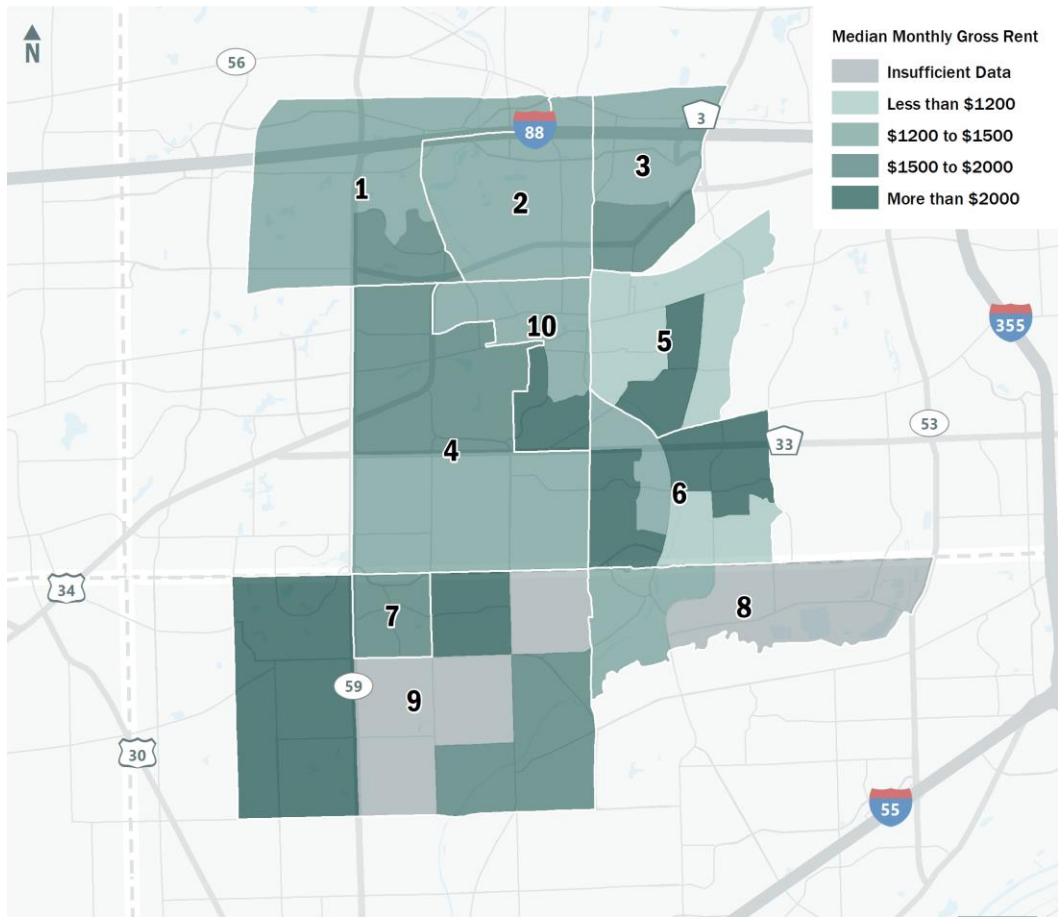 N
56
Median Monthly Gross Rent
Insufficient Data
Less than $1200
$1200 to $1500
$1500 to $2000
More than $2000
3
88
1
2
3
10
5
355
4
53
33
6
34
7
8
59
9
30
55